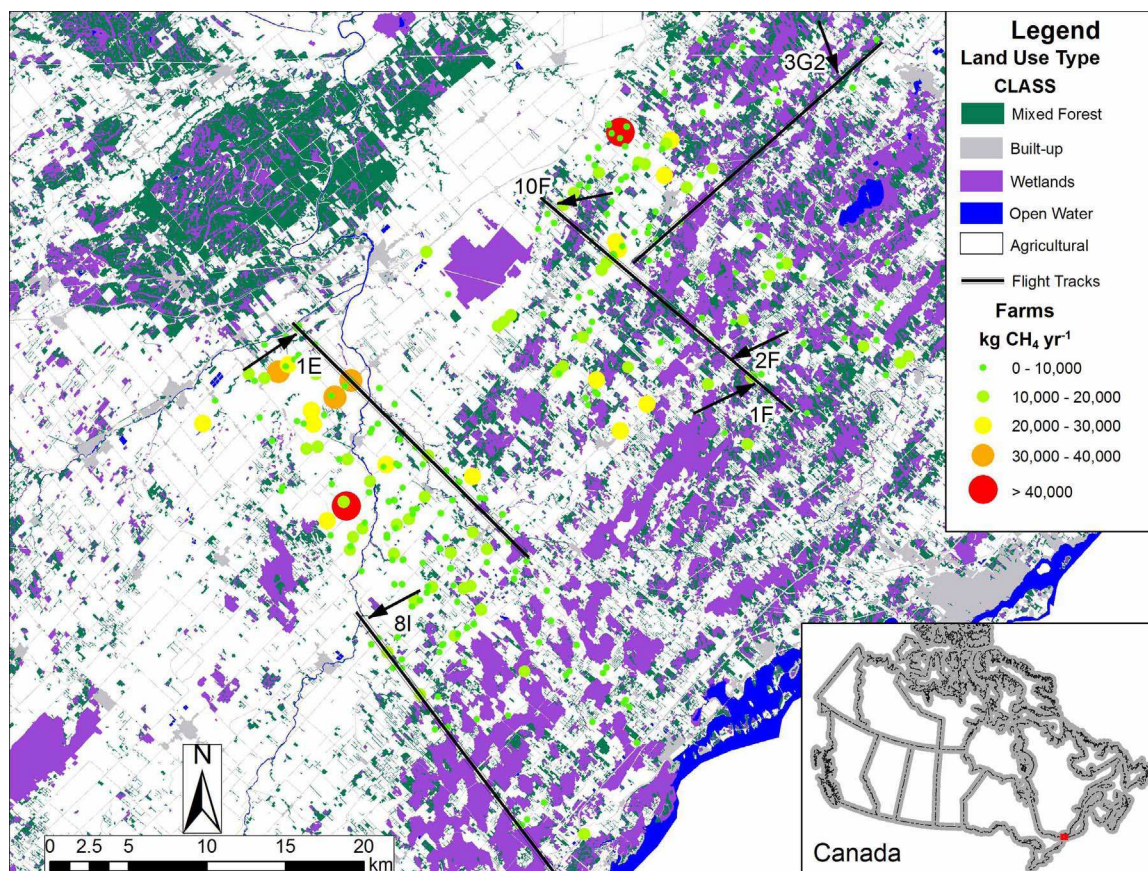 3G2
10F
2F
1F
1E
8I
N
0 2.5 5 10 15 20
km
Legend
Land Use Type
CLASS
Mixed Forest
Built-up
Wetlands
Open Water
Agricultural
Flight Tracks
Farms
kg CH₄ yr⁻¹
0 - 10,000
10,000 - 20,000
20,000 - 30,000
30,000 - 40,000
> 40,000
Canada